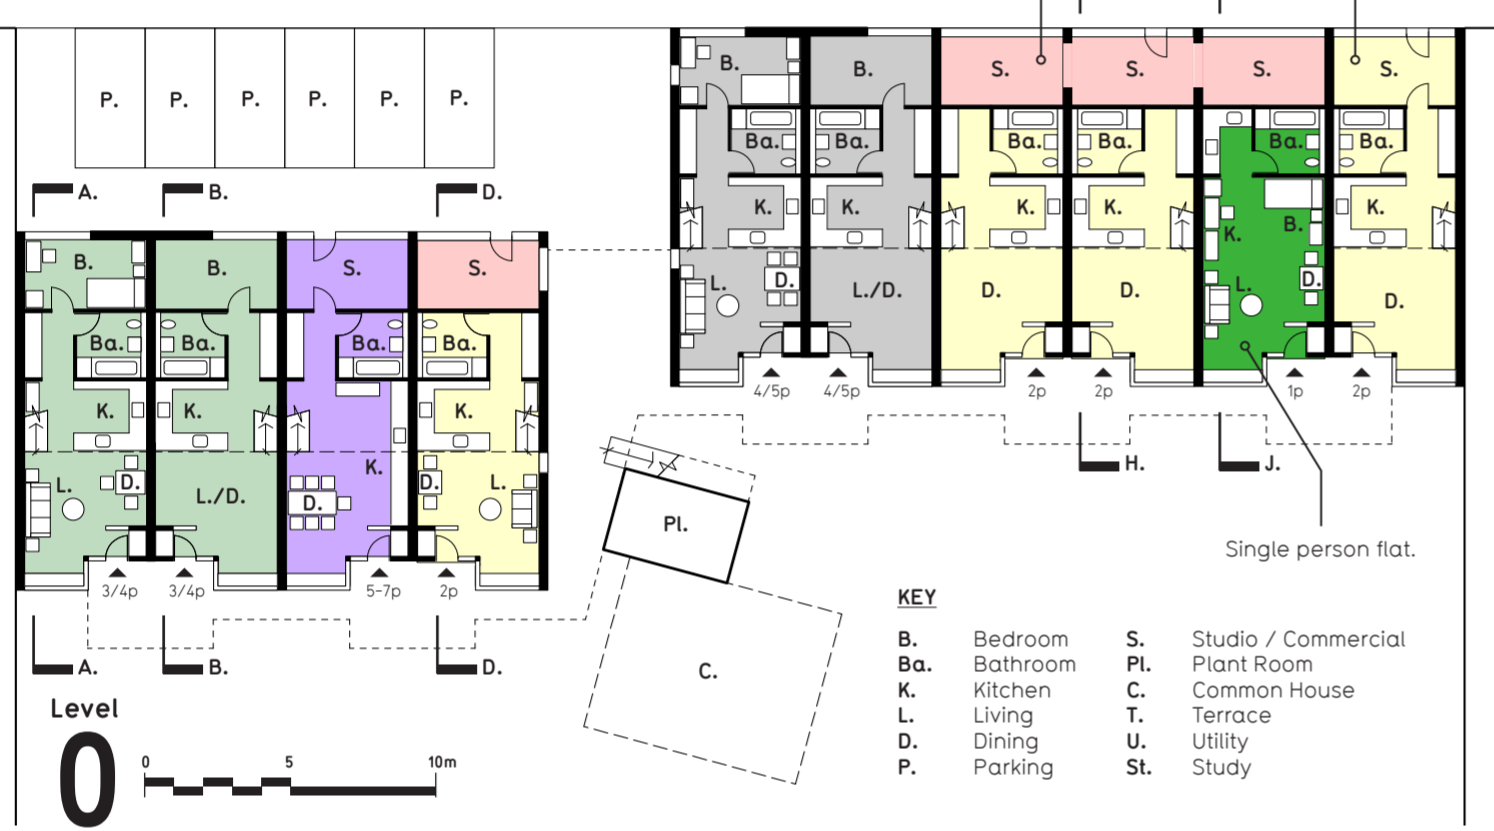 P. P. P. P. P. P.
B. B. S. S. S. S.
Ba. Ba. Ba. Ba. Ba. Ba.
A. B. D.
K. K. K. K. K. B. K.
B. B. S. S.
L. D. L./D. D. D. L. D. D.
Ba. Ba. Ba. Ba.
4/5p 4/5p 2p 2p 1p 2p
K. K. K. K.
H. J.
L. D. L./D. D. D. L.
Pl.
Single person flat.
3/4p 3/4p 5-7p 2p
A. B. D.
C.
KEY
B. Bedroom S. Studio / Commercial
Ba. Bathroom Pl. Plant Room
K. Kitchen C. Common House
L. Living T. Terrace
D. Dining U. Utility
P. Parking St. Study
Level
0
0 5 10m